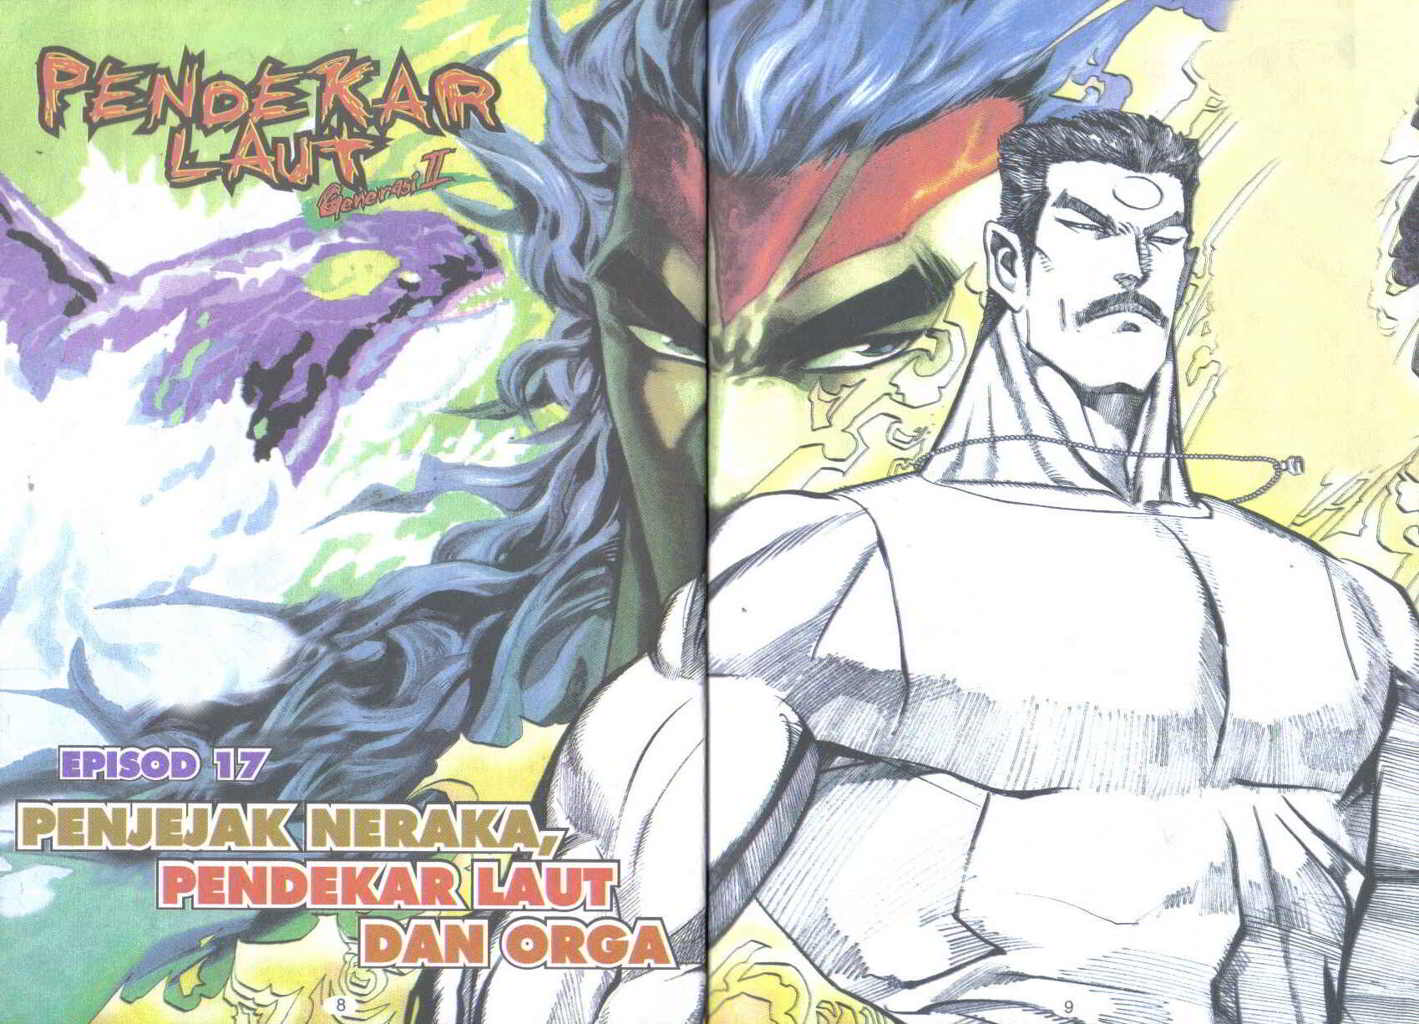 PENDEKAR
LAUT
Generasi II
EPISOD 17
PENJEJAK NERAKA,
PENDEKAR LAUT
DAN ORGA
8
9